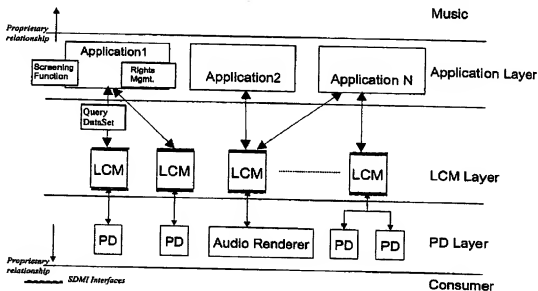 Music
Proprietary
relationship
Application1
Screening
Function
Rights
Mgmt.
Application2
Application N
Application Layer
Query
DataSet
LCM
LCM
LCM
LCM
LCM Layer
PD
PD
Audio Renderer
PD
PD
PD Layer
Proprietary
relationship
SDMI Interfaces
Consumer